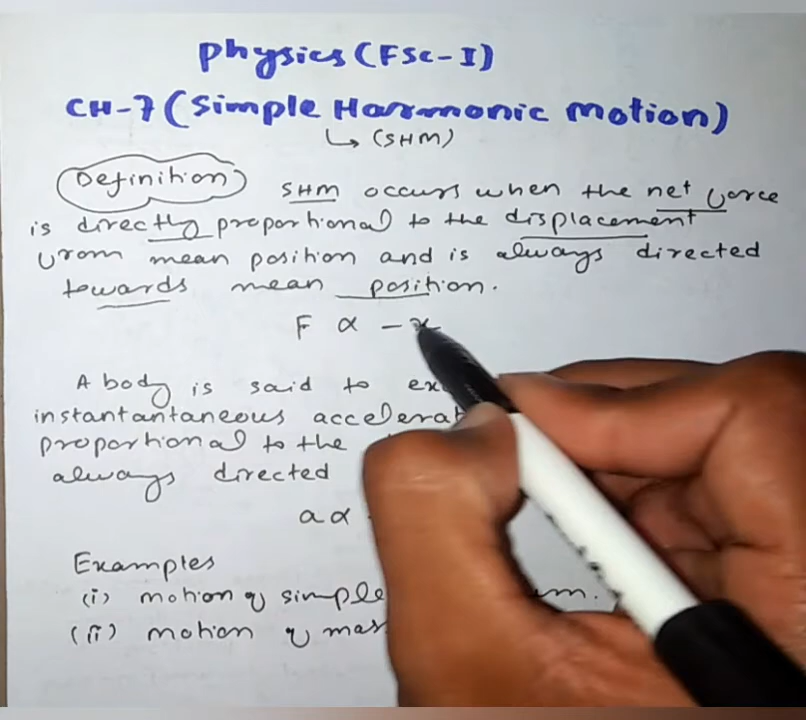 Physics (FSC-I)
CH-7 (Simple Harmonic Motion)
↳ (SHM)
Definition SHM occurs when the net force
is directly proportional to the displacement
from mean position and is always directed
towards mean position.
F ∝ -x
A body is said to
instantantaneous
proportional to the
always directed
a ∝
Examples
(i) motion of simple
(ii) motion of